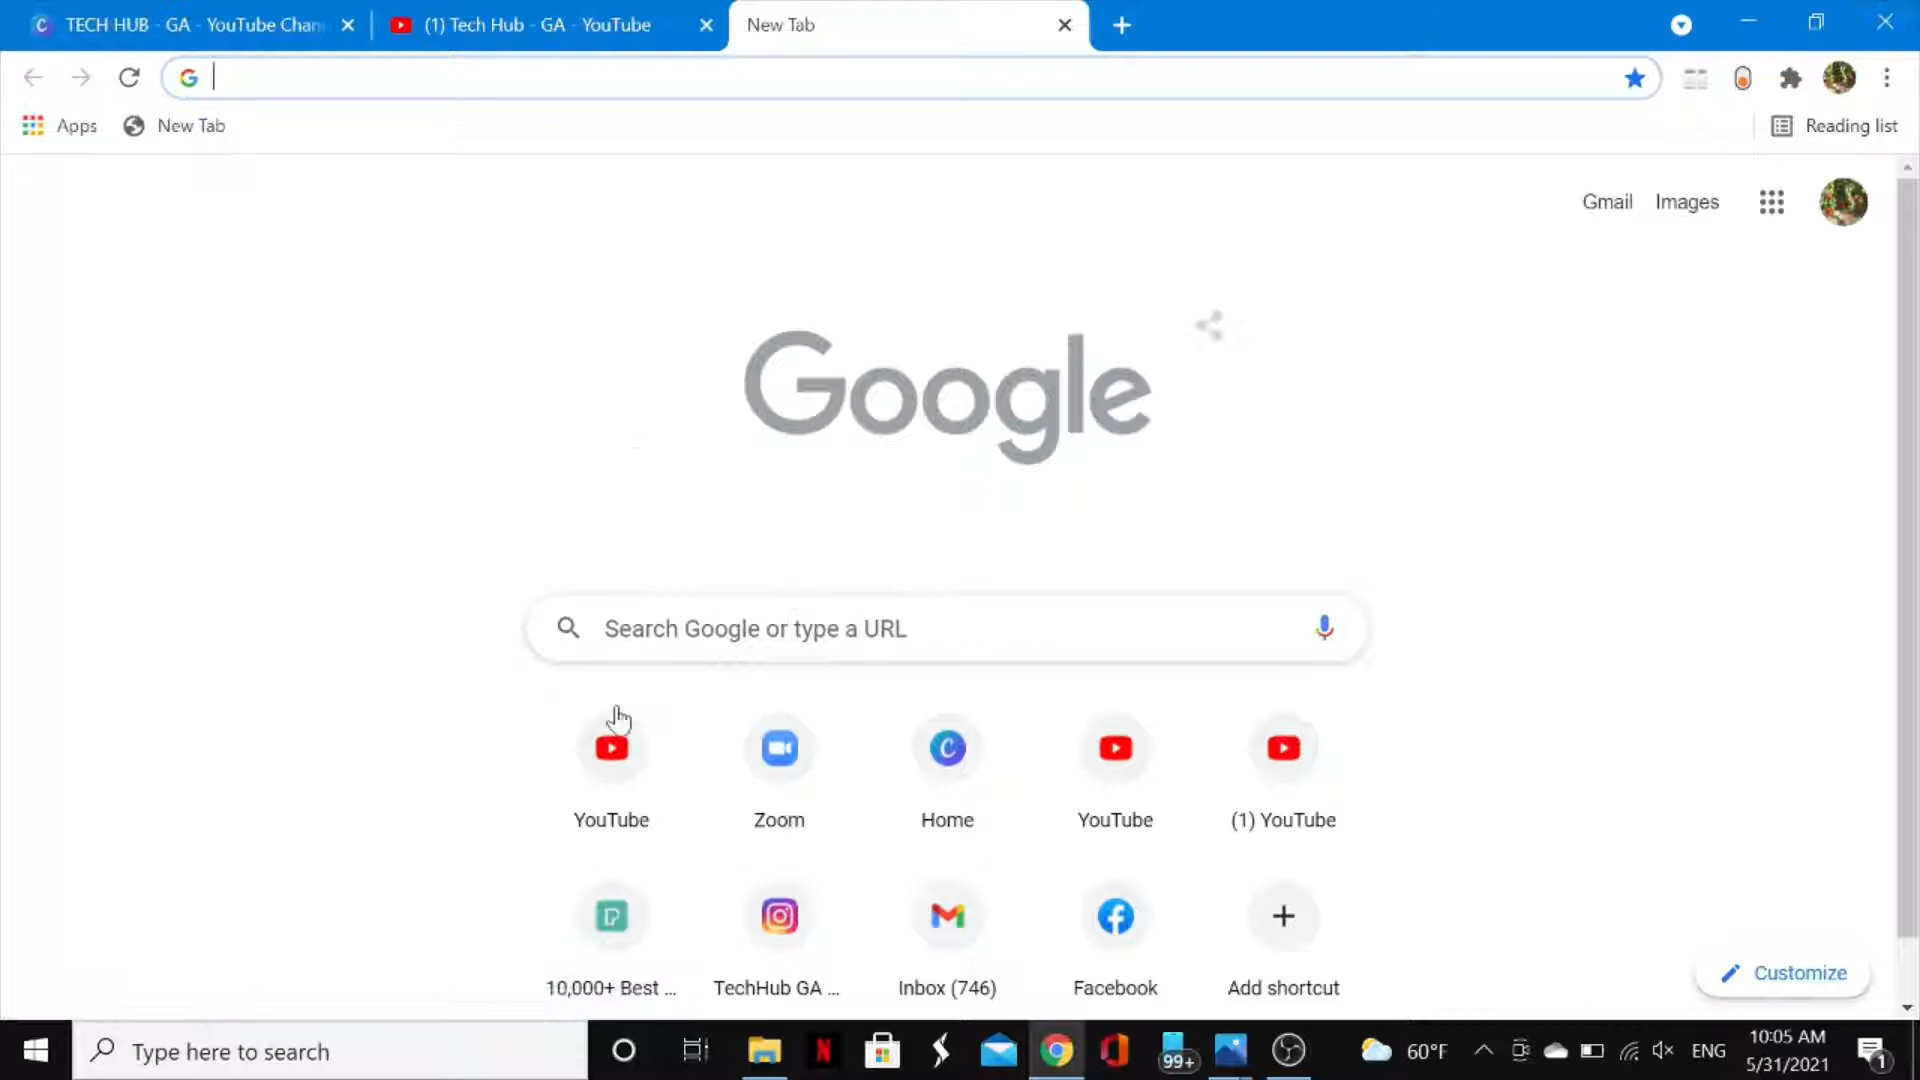 TECH HUB - GA - YouTube Chan
(1) Tech Hub - GA - YouTube
New Tab
Apps
New Tab
Reading list
Gmail
Images
Google
Search Google or type a URL
YouTube
Zoom
Home
YouTube
(1) YouTube
10,000+ Best ...
TechHub GA ...
Inbox (746)
Facebook
Add shortcut
Customize
Type here to search
99+
60°F
ENG
10:05 AM
5/31/2021
1